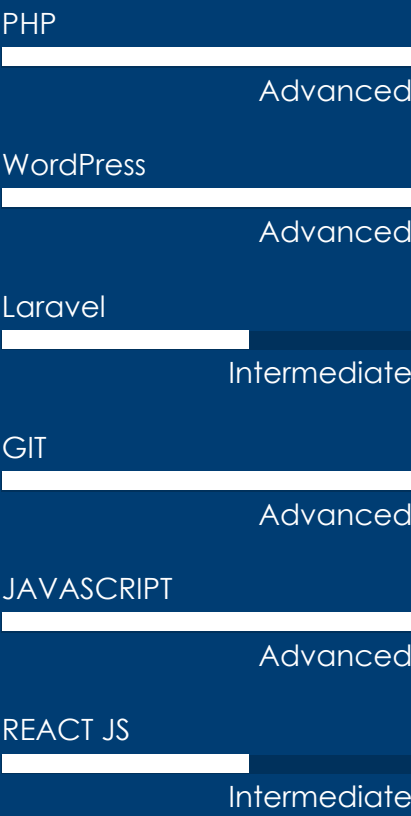 PHP
Advanced
WordPress
Advanced
Laravel
Intermediate
GIT
Advanced
JAVASCRIPT
Advanced
REACT JS
Intermediate